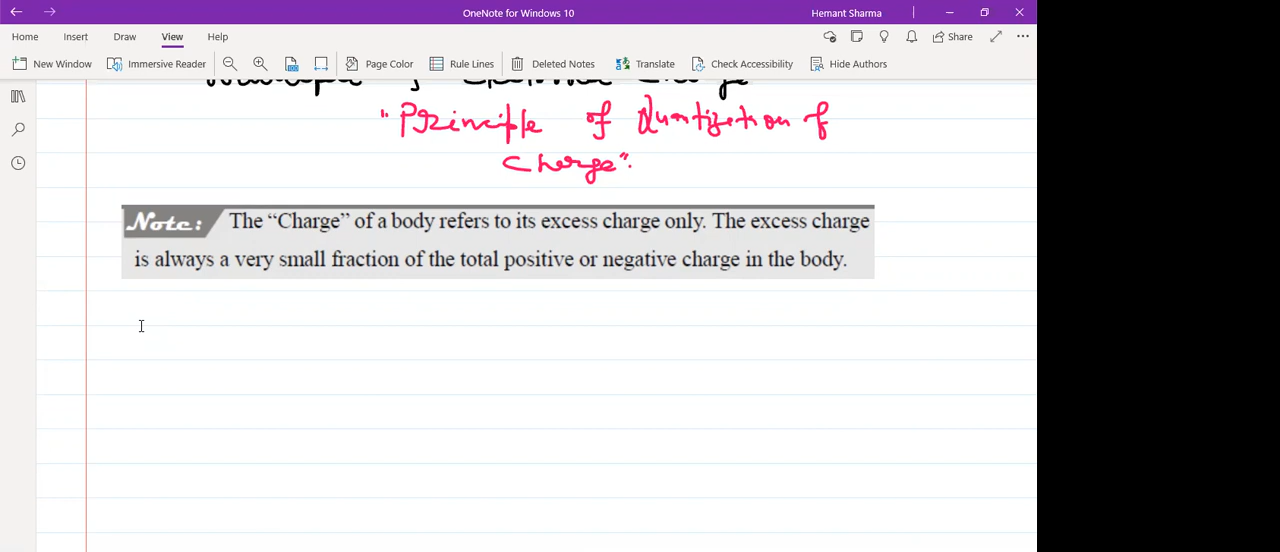 OneNote for Windows 10
Hemant Sharma
Home Insert Draw View Help
Share
New Window Immersive Reader Page Color Rule Lines Deleted Notes Translate Check Accessibility Hide Authors
"Principle of Quantization of
Charge".
Note: The “Charge” of a body refers to its excess charge only. The excess charge
is always a very small fraction of the total positive or negative charge in the body.